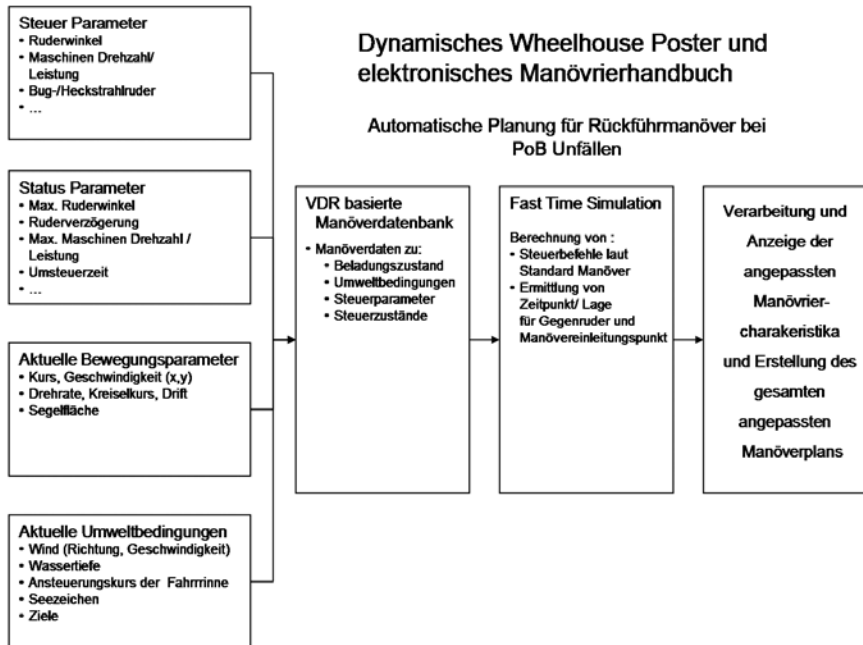 Steuer Parameter
• Ruderwinkel
• Maschinen Drehzahl/
Leistung
• Bug-/Heckstrahlruder
• ...
Dynamisches Wheelhouse Poster und
elektronisches Manövrierhandbuch
Automatische Planung für Rückführmanöver bei
PoB Unfällen
Status Parameter
• Max. Ruderwinkel
• Ruderverzögerung
• Max. Maschinen Drehzahl /
Leistung
• Umsteuerzeit
• ...
Aktuelle Bewegungsparameter
• Kurs, Geschwindigkeit (x,y)
• Drehrate, Kreiselkurs, Drift
• Segelfläche
Aktuelle Umweltbedingungen
• Wind (Richtung, Geschwindigkeit)
• Wassertiefe
• Ansteuerungskurs der Fahrrrinne
• Seezeichen
• Ziele
VDR basierte
Manöverdatenbank
• Manöverdaten zu:
• Beladungszustand
• Umweltbedingungen
• Steuerparameter
• Steuerzustände
Fast Time Simulation
Berechnung von :
• Steuerbefehle laut
Standard Manöver
• Ermittlung von
Zeitpunkt/ Lage
für Gegenruder und
Manövereinleitungspunkt
Verarbeitung und
Anzeige der
angepassten
Manövrier-
charakeristika
und Erstellung des
gesamten
angepassten
Manöverplans